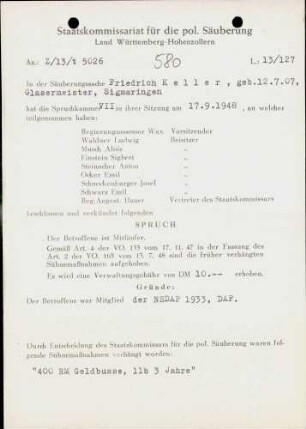 Staatskommissariat für die pol. Säuberung
Land Württemberg-Hohenzollern
Az.: Z/13/t 5026
580
L.: 13/127
In der Säuberungssache Friedrich Keller, geb.12.7.07,
Glasermeister, Sigmaringen
hat die Spruchkammer VII in ihrer Sitzung am 17.9.1948, an welcher
teilgenommen haben:
Regierungsassessor Wax Vorsitzender
Waldner Ludwig Beisitzer
Munding Alois "
Einstein Sigbert "
Steinacher Anton "
Osker Emil "
Schneckenburger Josef "
Schwarz Emil "
Reg.Angest. Unger Vertreter des Staatskommissars
beschlossen und verkündet folgenden
SPRUCH
Der Betroffene ist Mitläufer.
Gemäß Art. 4 der VO. 133 vom 17. 11. 47 in der Fassung des
Art. 2 der VO. 165 vom 13. 7. 48 sind die früher verhängten
Sühnemaßnahmen aufgehoben.
Es wird eine Verwaltungsgebühr von DM 10.-- erhoben.
Gründe:
Der Betroffene war Mitglied der NSDAP 1933, DAF.
Durch Entscheidung des Staatskommissars für die pol. Säuberung waren fol-
gende Sühnemaßnahmen verhängt worden:
"400 RM Geldbusse, 11b 3 Jahre"